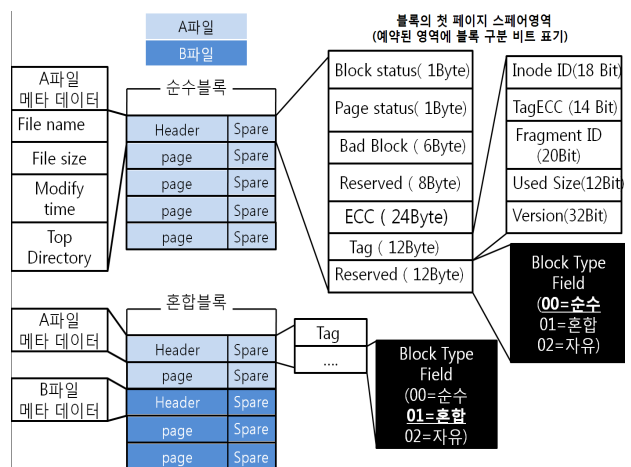 A파일
B파일
블록의 첫 페이지 스페어영역
(예약된 영역에 블록 구분 비트 표기)
A파일
메타 데이터
File name
File size
Modify
time
Top
Directory
순수블록
Header
Spare
page
Spare
page
Spare
page
Spare
page
Spare
Block status( 1Byte)
Page status( 1Byte)
Bad Block ( 6Byte)
Reserved ( 8Byte)
ECC ( 24Byte)
Tag ( 12Byte)
Reserved ( 12Byte)
Inode ID(18 Bit)
TagECC (14 Bit)
Fragment ID
(20Bit)
Used Size(12Bit)
Version(32Bit)
Block Type
Field
(00=순수
01=혼합
02=자유)
혼합블록
A파일
메타 데이터
B파일
메타 데이터
Header
Spare
page
Spare
Header
Spare
page
Spare
page
Spare
Tag
....
Block Type
Field
(00=순수
01=혼합
02=자유)